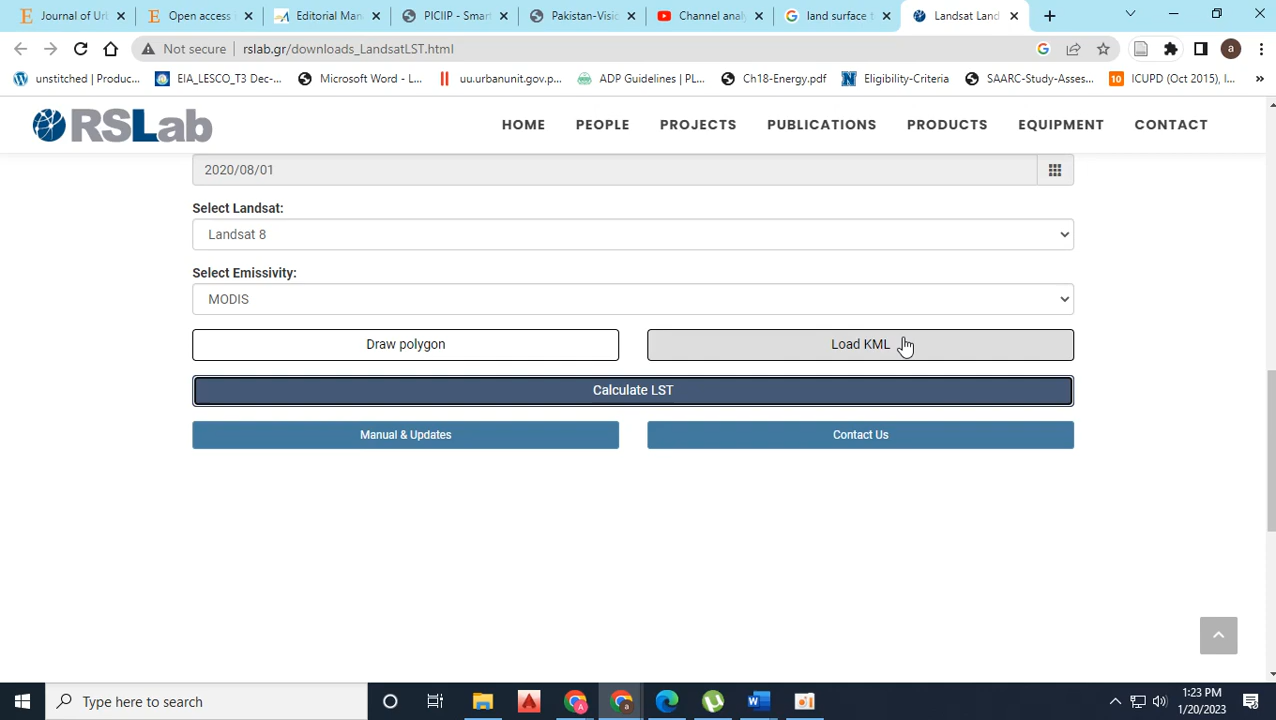 Journal of Ur
Open access
Editorial Man
PICIIP - Smar
Pakistan-Visio
Channel analy
land surface t
Landsat Land
Not secure
rslab.gr/downloads_LandsatLST.html
a
unstitched | Produc...
EIA_LESCO_T3 Dec-...
Microsoft Word - L...
uu.urbanunit.gov.p...
ADP Guidelines | PL...
Ch18-Energy.pdf
Eligibility-Criteria
SAARC-Study-Asses...
10 ICUPD (Oct 2015), I...
»
RSLab
HOME PEOPLE PROJECTS PUBLICATIONS PRODUCTS EQUIPMENT CONTACT
2020/08/01
Select Landsat:
Landsat 8
Select Emissivity:
MODIS
Draw polygon
Load KML
Calculate LST
Manual & Updates
Contact Us
Type here to search
1:23 PM
1/20/2023